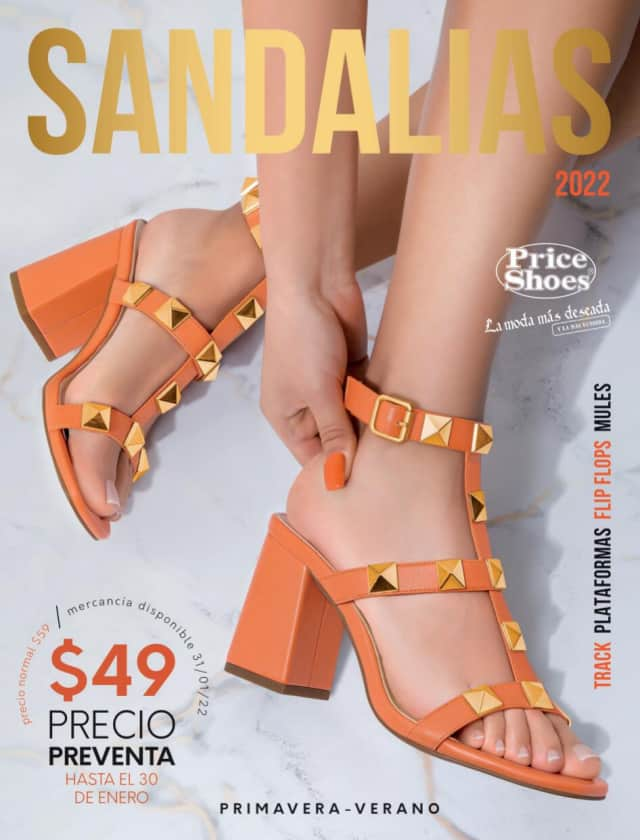 SANDALIAS
2022
Price
Shoes®
La moda más deseada
TRACK PLATAFORMAS FLIP FLOPS MULES
precio normal $59 / mercancía disponible 31/01/22
$49
PRECIO
PREVENTA
HASTA EL 30
DE ENERO
PRIMAVERA-VERANO